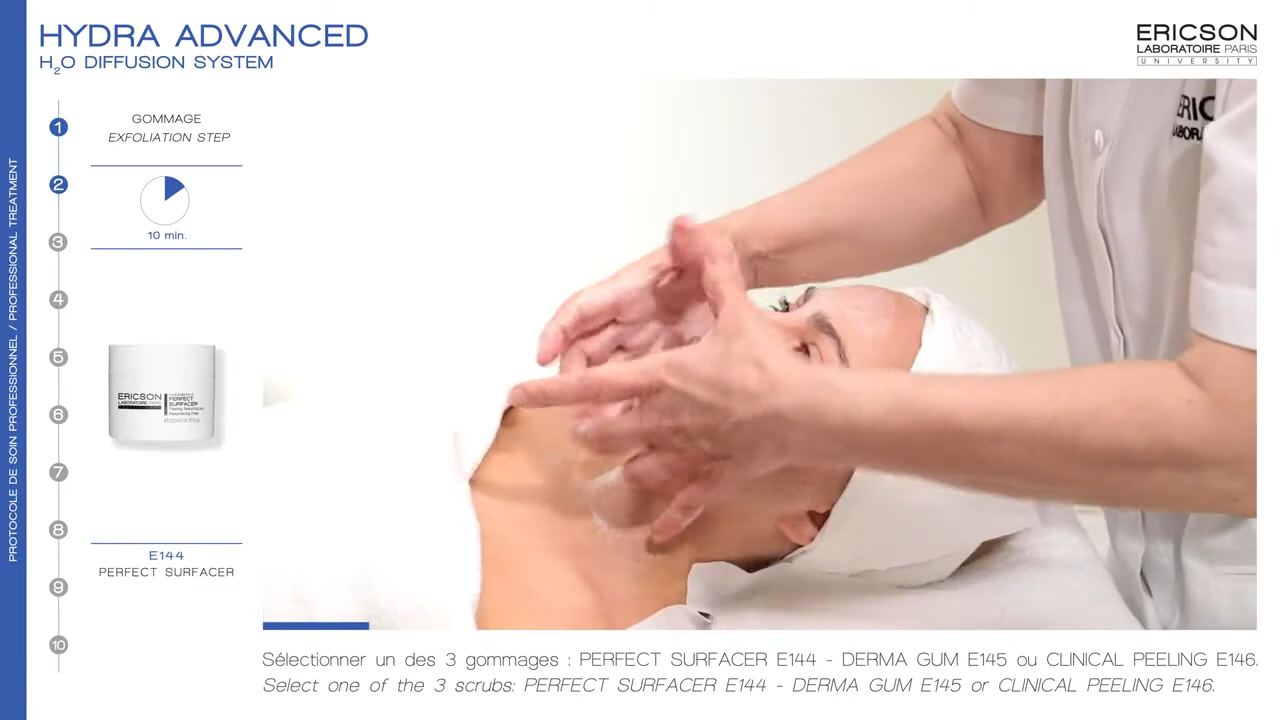 HYDRA ADVANCED
H2O DIFFUSION SYSTEM
ERICSON
LABORATOIRE PARIS
UNIVERSITY
PROTOCOLE DE SOIN PROFESSIONNEL / PROFESSIONAL TREATMENT
1
GOMMAGE
EXFOLIATION STEP
2
10 min.
3
4
5
6
7
8
9
10
ERICSON
LABORATOIRE PARIS
PERFECT
SURFACER
E144
PERFECT SURFACER
ERIC
LABORA
Sélectionner un des 3 gommages : PERFECT SURFACER E144 - DERMA GUM E145 ou CLINICAL PEELING E146.
Select one of the 3 scrubs: PERFECT SURFACER E144 - DERMA GUM E145 or CLINICAL PEELING E146.